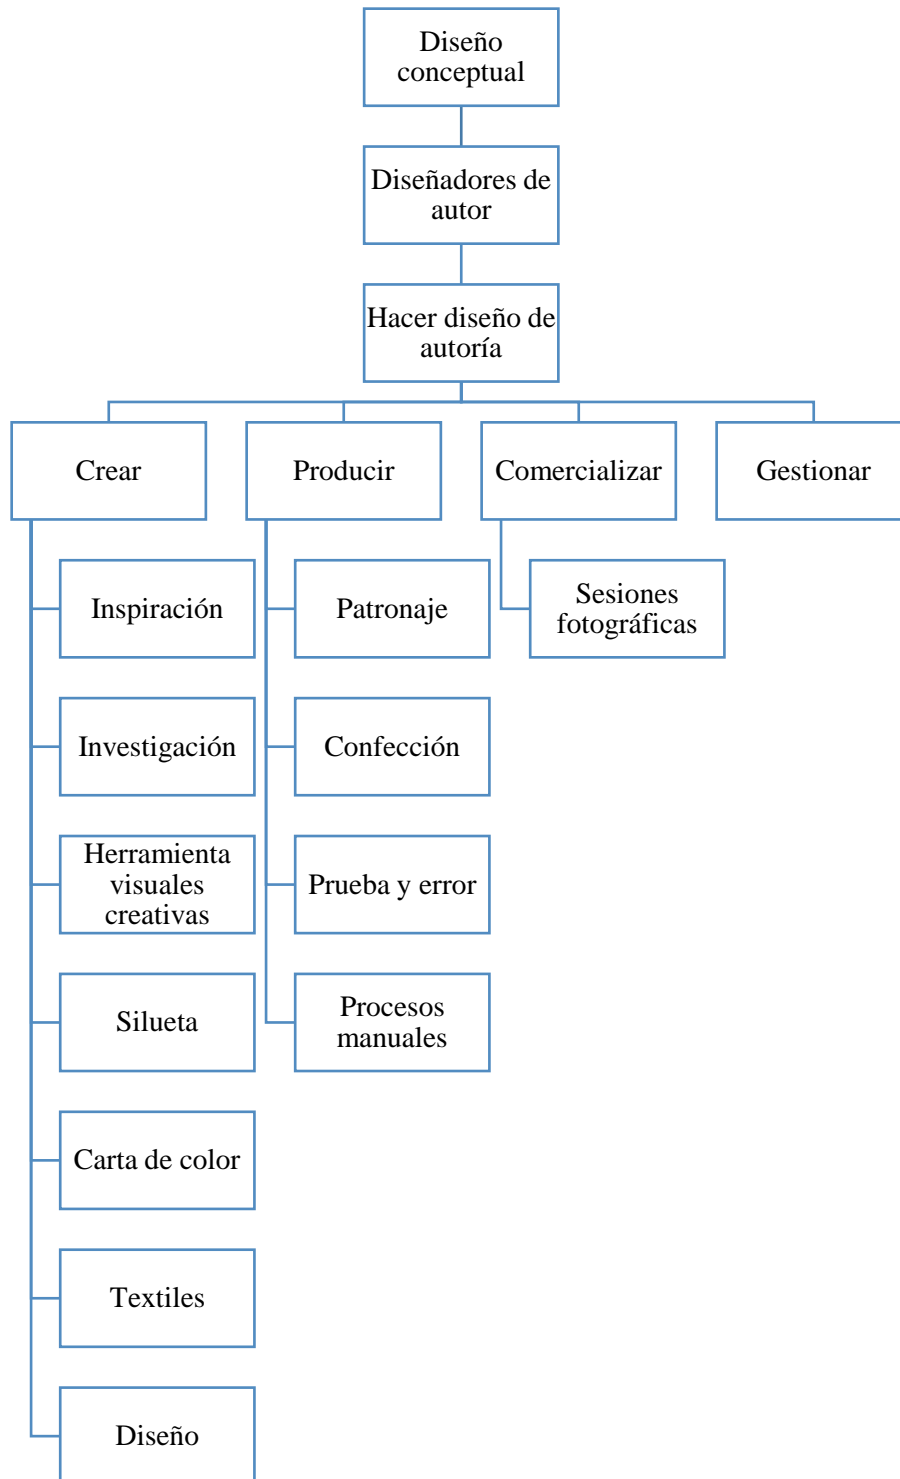 Diseño
conceptual
Diseñadores de
autor
Hacer diseño de
autoría
Crear
Producir
Comercializar
Gestionar
Inspiración
Investigación
Herramienta
visuales
creativas
Silueta
Carta de color
Textiles
Diseño
Patronaje
Confección
Prueba y error
Procesos
manuales
Sesiones
fotográficas